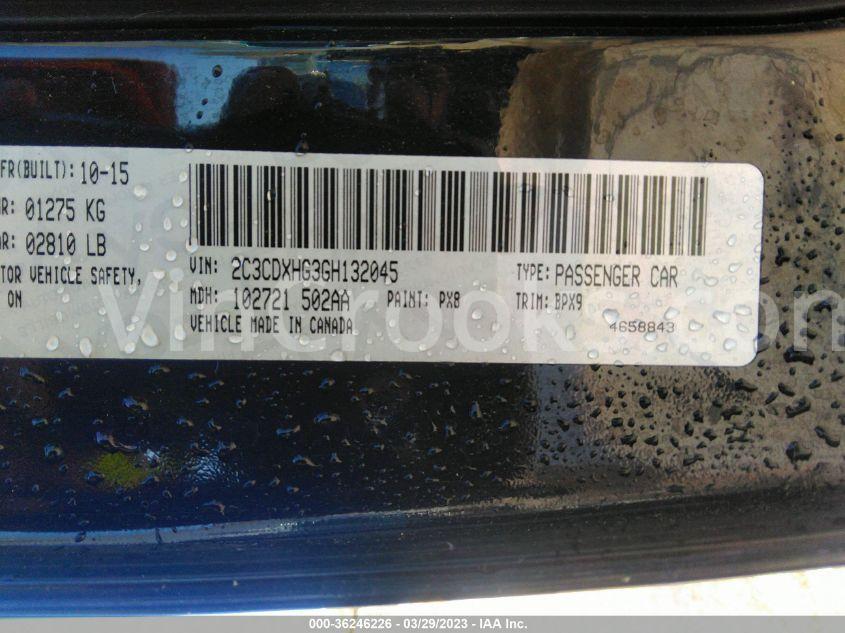 FR(BUILT): 10-15
R: 01275 KG
AR: 02810 LB
TOR VEHICLE SAFETY,
ON
VIN: 2C3CDXHG3GH132045
TYPE: PASSENGER CAR
MDH: 102721 502AA
PAINT: PX8
TRIM: BPX9
VEHICLE MADE IN CANADA
4658843
000-36246226 - 03/29/2023 - IAA Inc.